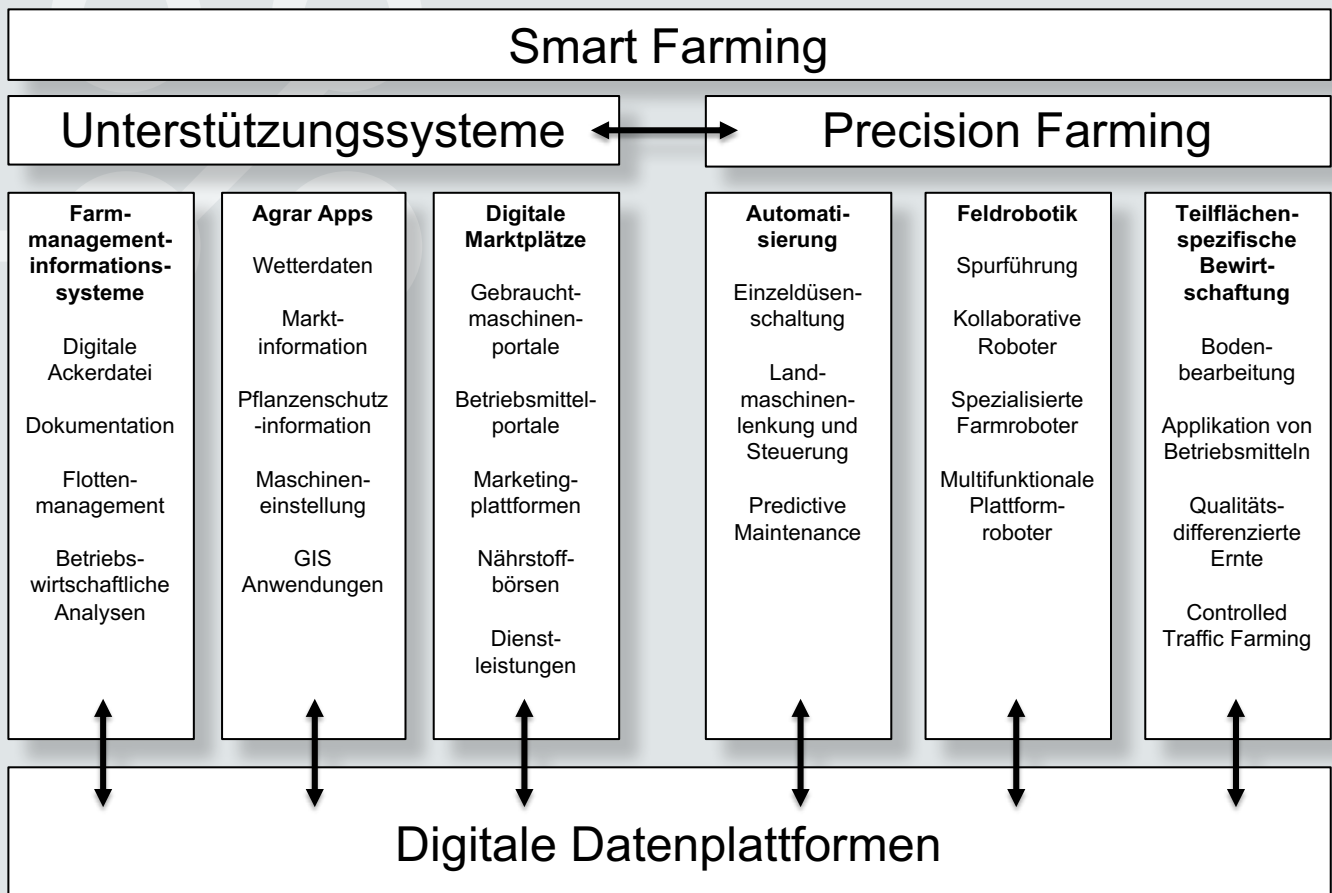 Smart Farming
Unterstützungssysteme
Precision Farming
Farm-
management-
informations-
systeme
Digitale
Ackerdatei
Dokumentation
Flotten-
management
Betriebs-
wirtschaftliche
Analysen
Agrar Apps
Wetterdaten
Markt-
information
Pflanzenschutz
-information
Maschinen-
einstellung
GIS
Anwendungen
Digitale
Marktplätze
Gebraucht-
maschinen-
portale
Betriebsmittel-
portale
Marketing-
plattformen
Nährstoff-
börsen
Dienst-
leistungen
Automati-
sierung
Einzeldüsen-
schaltung
Land-
maschinen-
lenkung und
Steuerung
Predictive
Maintenance
Feldrobotik
Spurführung
Kollaborative
Roboter
Spezialisierte
Farmroboter
Multifunktionale
Plattform-
roboter
Teilflächen-
spezifische
Bewirt-
schaftung
Boden-
bearbeitung
Applikation von
Betriebsmitteln
Qualitäts-
differenzierte
Ernte
Controlled
Traffic Farming
Digitale Datenplattformen